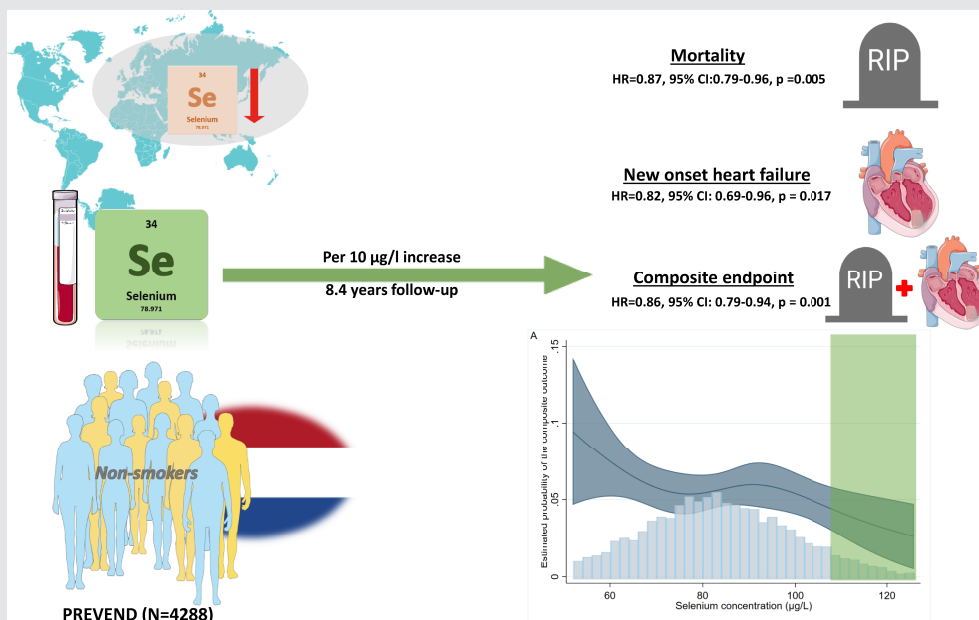 34
Se
Selenium
78.971
Mortality
HR=0.87, 95% CI:0.79-0.96, p =0.005
RIP
New onset heart failure
HR=0.82, 95% CI: 0.69-0.96, p = 0.017
34
Se
Selenium
78.971
Per 10 µg/l increase
8.4 years follow-up
Composite endpoint
HR=0.86, 95% CI: 0.79-0.94, p = 0.001
RIP
Non-smokers
PREVEND (N=4288)
A
Estimated probability of the composite outcome
.15
.1
.05
0
60 80 100 120
Selenium concentration (µg/L)